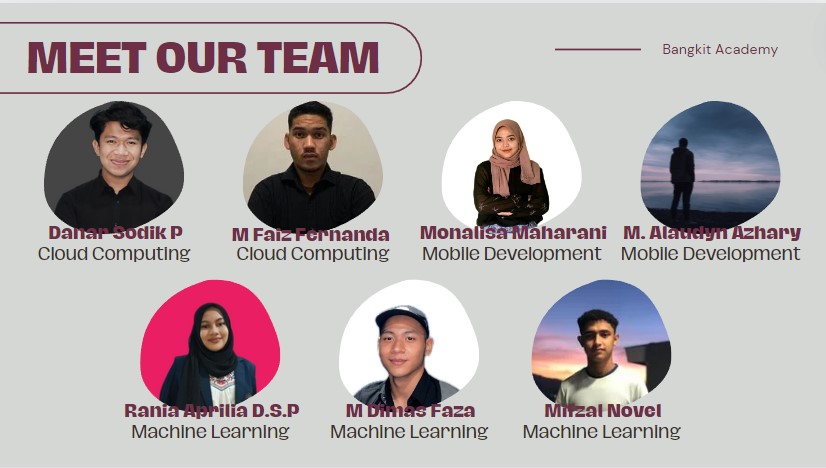 MEET OUR TEAM
Bangkit Academy
Dahar Sodik P
Cloud Computing
M Faiz Fernanda
Cloud Computing
Monalisa Maharani
Mobile Development
M. Alaudyn Azhary
Mobile Development
Rania Aprilia D.S.P
Machine Learning
M Dimas Faza
Machine Learning
Mifzal Novel
Machine Learning